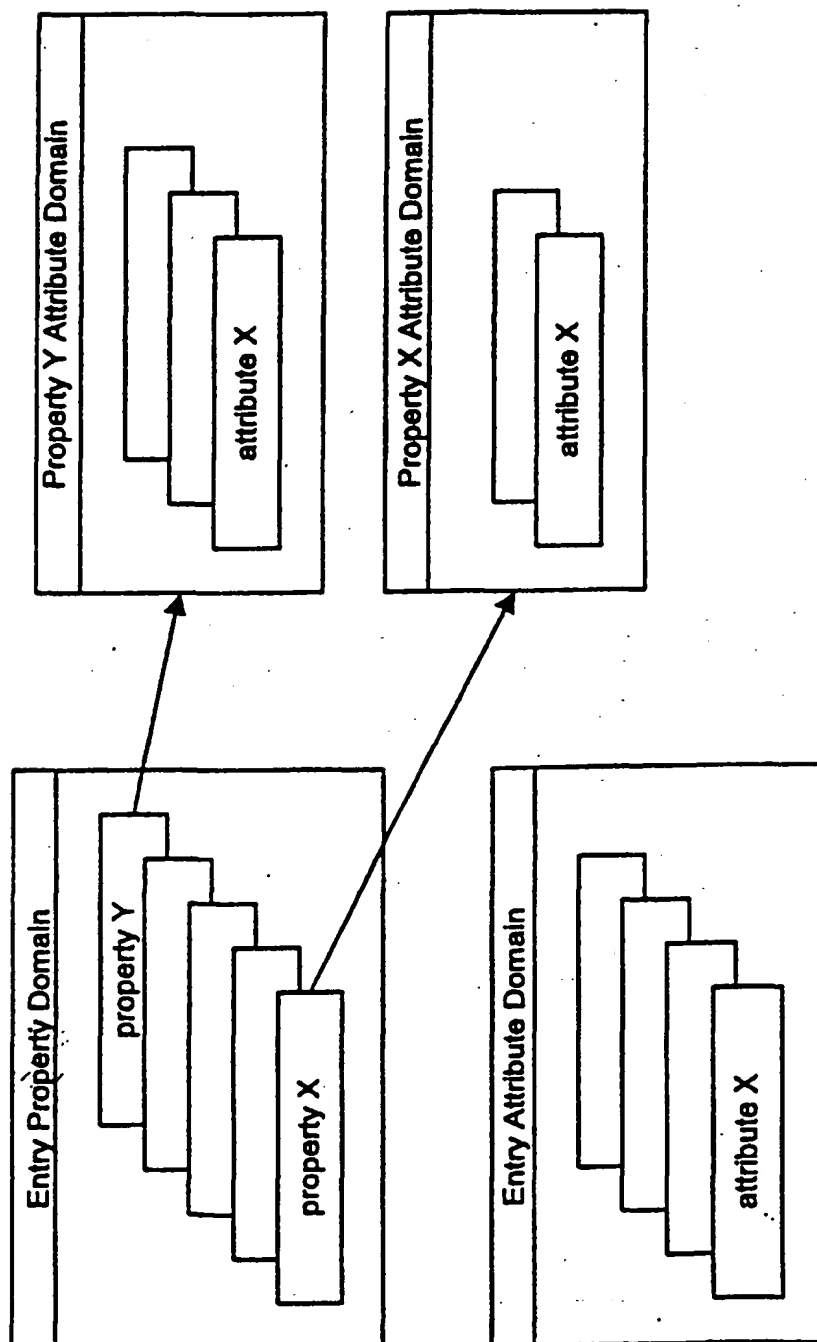 Entry Property Domain
property Y
property X
Property Y Attribute Domain
attribute X
Entry Attribute Domain
attribute X
Property X Attribute Domain
attribute X